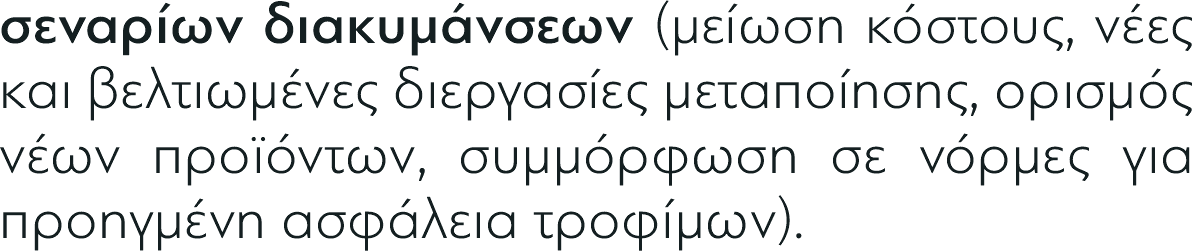 σεναρίων διακυμάνσεων (μείωση κόστους, νέες
και βελτιωμένες διεργασίες μεταποίησης, ορισμός
νέων προϊόντων, συμμόρφωση σε νόρμες για
προηγμένη ασφάλεια τροφίμων).